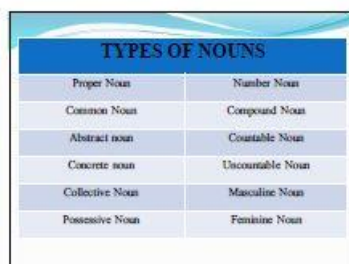 TYPES OF NOUNS
Proper Noun Number Noun
Common Noun Compound Noun
Abstract noun Countable Noun
Concrete noun Uscountable Noun
Collective Noun Masculine Noun
Possessive Noun Feminine Noun